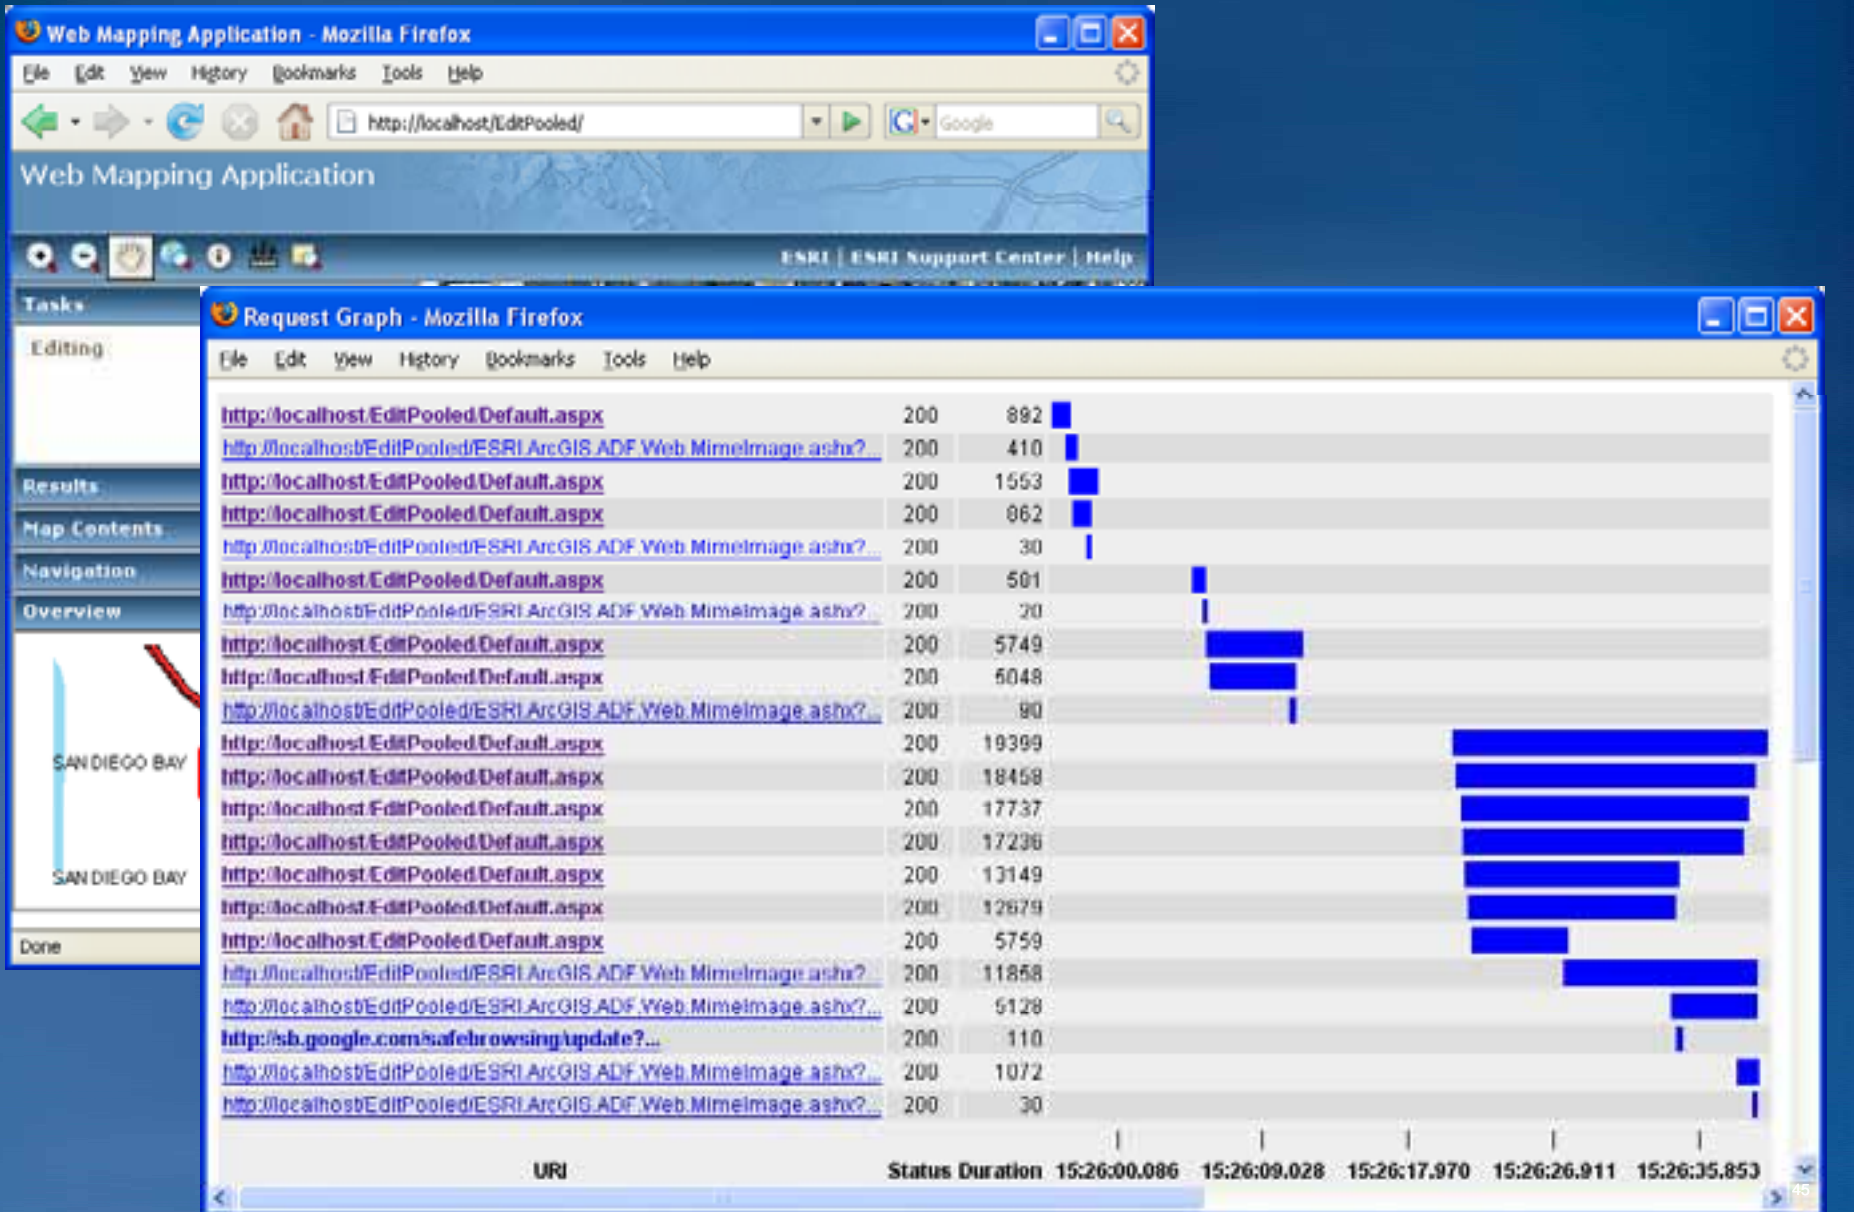 Web Mapping Application - Mozilla Firefox
File Edit View History Bookmarks Tools Help
http://localhost/EditPooled/
Google
Web Mapping Application
ESRI | ESRI Support Center | Help
Tasks
Editing
Results
Map Contents
Navigation
Overview
SAN DIEGO BAY
SAN DIEGO BAY
Done
Request Graph - Mozilla Firefox
File Edit View History Bookmarks Tools Help
http://localhost/EditPooled/Default.aspx 200 892
http://localhost/EditPooled/ESRI.ArcGIS.ADF.Web.MimeImage.ashx?... 200 410
http://localhost/EditPooled/Default.aspx 200 1553
http://localhost/EditPooled/Default.aspx 200 862
http://localhost/EditPooled/ESRI.ArcGIS.ADF.Web.MimeImage.ashx?... 200 30
http://localhost/EditPooled/Default.aspx 200 501
http://localhost/EditPooled/ESRI.ArcGIS.ADF.Web.MimeImage.ashx?... 200 20
http://localhost/EditPooled/Default.aspx 200 5749
http://localhost/EditPooled/Default.aspx 200
http://localhost/EditPooled/ESRI.ArcGIS.ADF.Web.MimeImage.ashx?... 200 90
http://localhost/EditPooled/Default.aspx 200 19399
http://localhost/EditPooled/Default.aspx 200 18458
http://localhost/EditPooled/Default.aspx 200 17737
http://localhost/EditPooled/Default.aspx 200 17236
http://localhost/EditPooled/Default.aspx 200 13149
http://localhost/EditPooled/Default.aspx 200 12679
http://localhost/EditPooled/Default.aspx 200 5759
http://localhost/EditPooled/ESRI.ArcGIS.ADF.Web.MimeImage.ashx?... 200 11858
http://localhost/EditPooled/ESRI.ArcGIS.ADF.Web.MimeImage.ashx?... 200 5128
http://sb.google.com/safebrowsing/update?... 200 110
http://localhost/EditPooled/ESRI.ArcGIS.ADF.Web.MimeImage.ashx?... 200 1072
http://localhost/EditPooled/ESRI.ArcGIS.ADF.Web.MimeImage.ashx?... 200 30
URI Status Duration 15:26:00.086 15:26:09.028 15:26:17.970 15:26:26.911 15:26:35.853
45